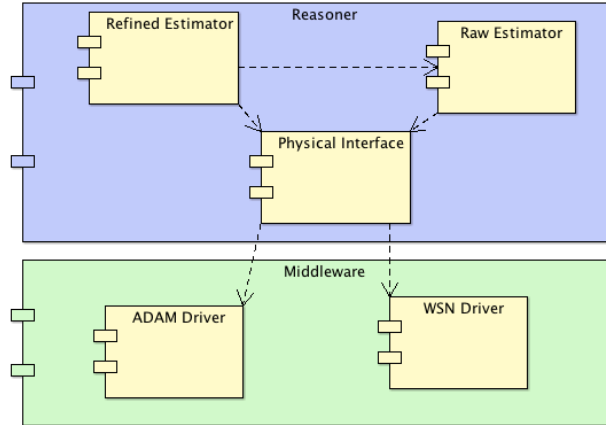 Reasoner
Refined Estimator
Raw Estimator
Physical Interface
Middleware
ADAM Driver
WSN Driver